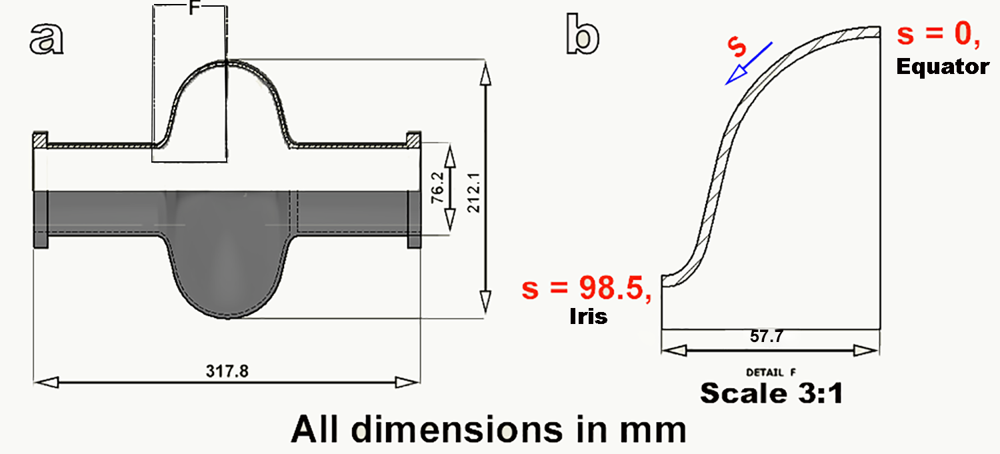 F
a
76.2
212.1
317.8
b
S
s = 0,
Equator
s = 98.5,
Iris
57.7
DETAIL F
Scale 3:1
All dimensions in mm